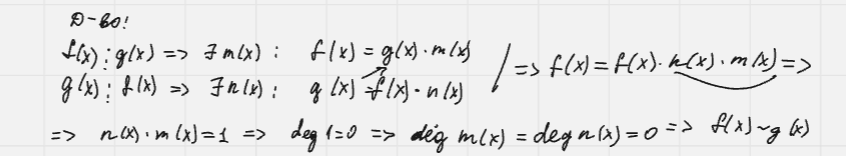 Д-во:
f(x) ⋮ g(x) => ∃ m(x) : f(x) = g(x) · m(x)
g(x) ⋮ f(x) => ∃ n(x) : g(x) = f(x) · n(x) => f(x) = f(x) · n(x) · m(x) =>
=> n(x) · m(x) = 1 => deg 1 = 0 => deg m(x) = deg n(x) = 0 => f(x) ~ g(x)